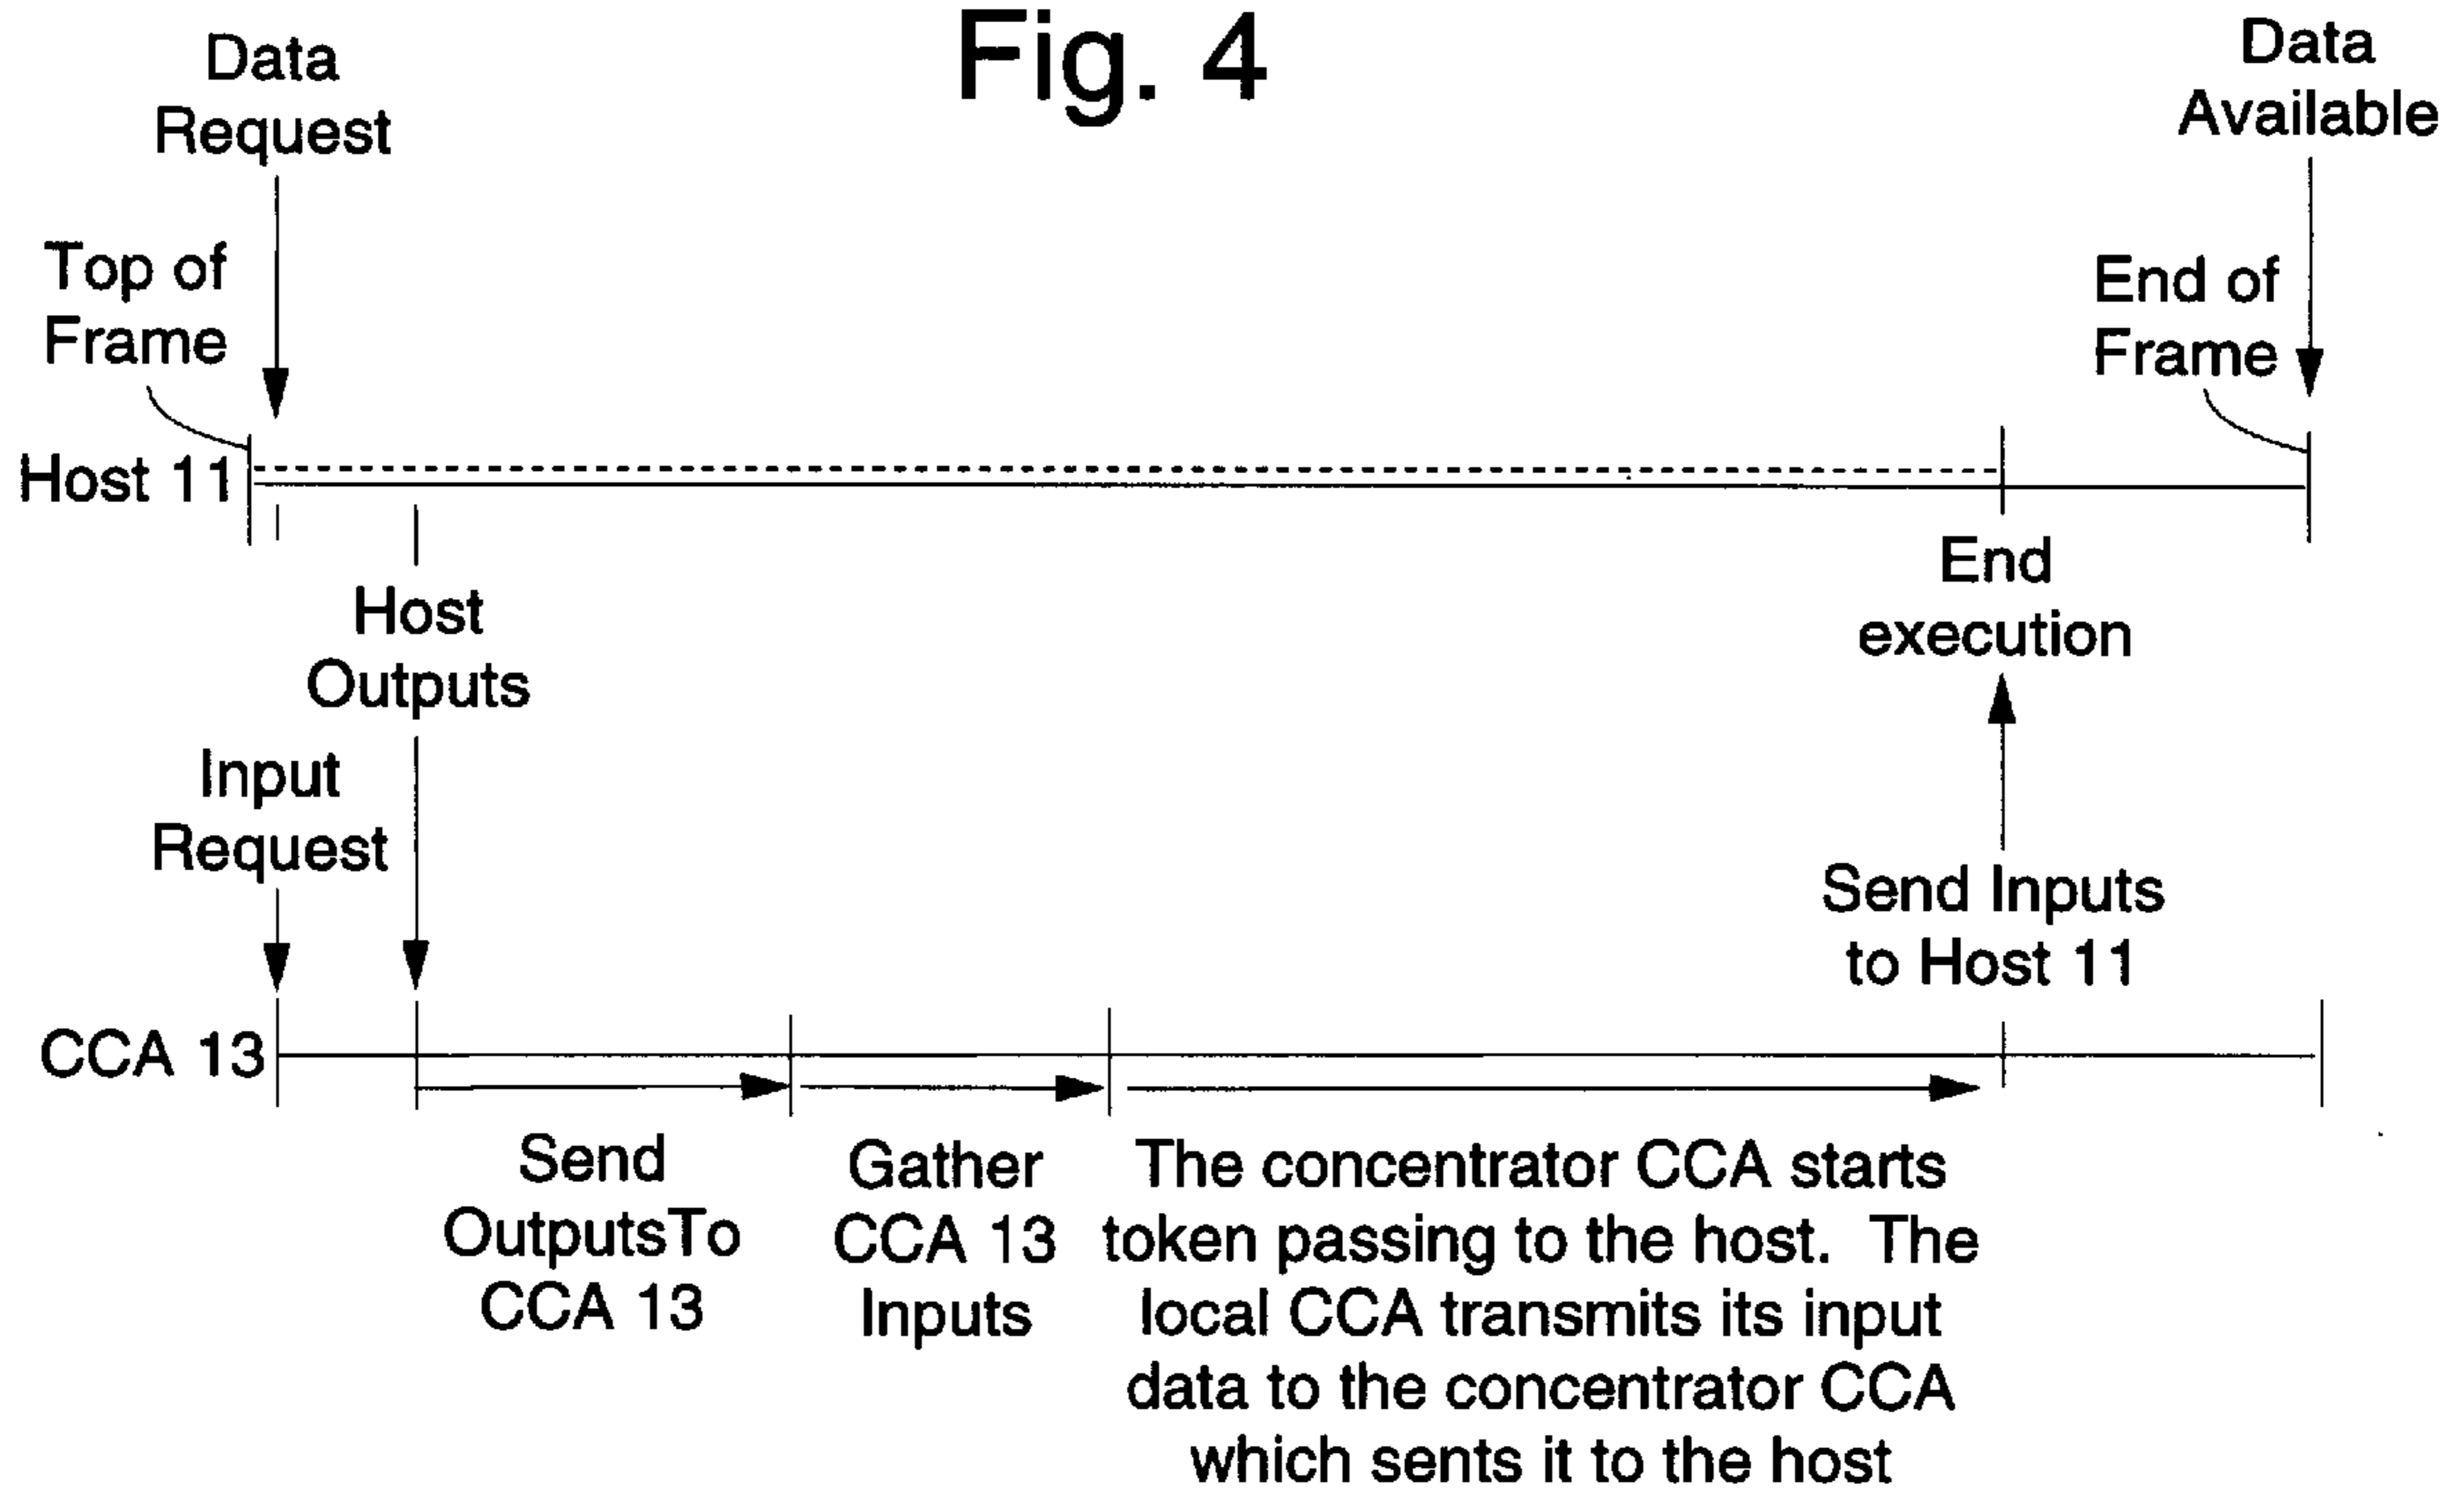 Fig. 4
Data
Request
Data
Available
Top of
Frame
End of
Frame
Host 11
End
execution
Host
Outputs
Input
Request
Send Inputs
to Host 11
CCA 13
Send
OutputsTo
CCA 13
Gather
CCA 13
Inputs
The concentrator CCA starts
token passing to the host. The
local CCA transmits its input
data to the concentrator CCA
which sents it to the host